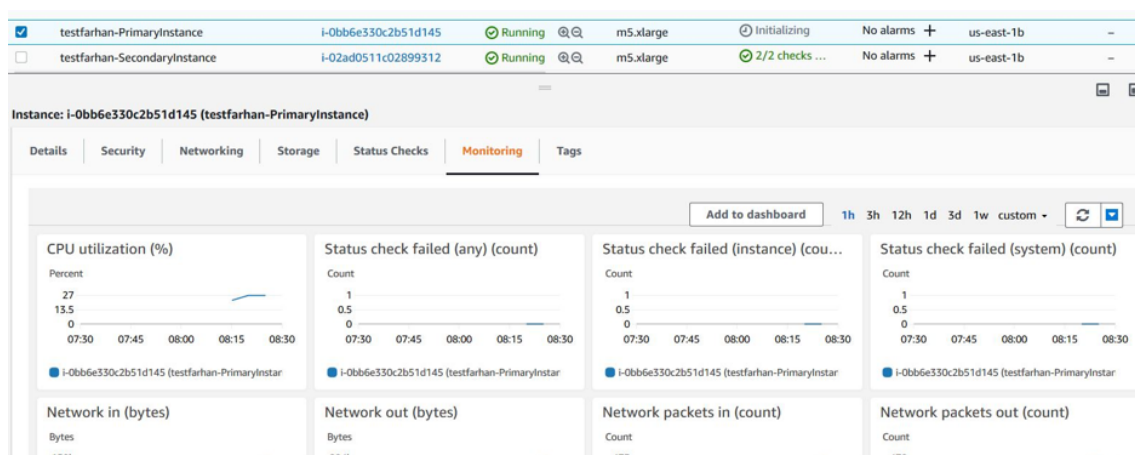 testfarhan-PrimaryInstance i-0bb6e330c2b51d145 Running m5.xlarge Initializing No alarms + us-east-1b –
testfarhan-SecondaryInstance i-02ad0511c02899312 Running m5.xlarge 2/2 checks ... No alarms + us-east-1b –
Instance: i-0bb6e330c2b51d145 (testfarhan-PrimaryInstance)
Details Security Networking Storage Status Checks Monitoring Tags
Add to dashboard 1h 3h 12h 1d 3d 1w custom
CPU utilization (%) Status check failed (any) (count) Status check failed (instance) (cou... Status check failed (system) (count)
Percent Count Count Count
27 1 1 1
13.5 0.5 0.5 0.5
0 0 0 0
07:30 07:45 08:00 08:15 08:30 07:30 07:45 08:00 08:15 08:30 07:30 07:45 08:00 08:15 08:30 07:30 07:45 08:00 08:15 08:30
i-0bb6e330c2b51d145 (testfarhan-PrimaryInstar i-0bb6e330c2b51d145 (testfarhan-PrimaryInstar i-0bb6e330c2b51d145 (testfarhan-PrimaryInstar i-0bb6e330c2b51d145 (testfarhan-PrimaryInstar
Network in (bytes) Network out (bytes) Network packets in (count) Network packets out (count)
Bytes Bytes Count Count